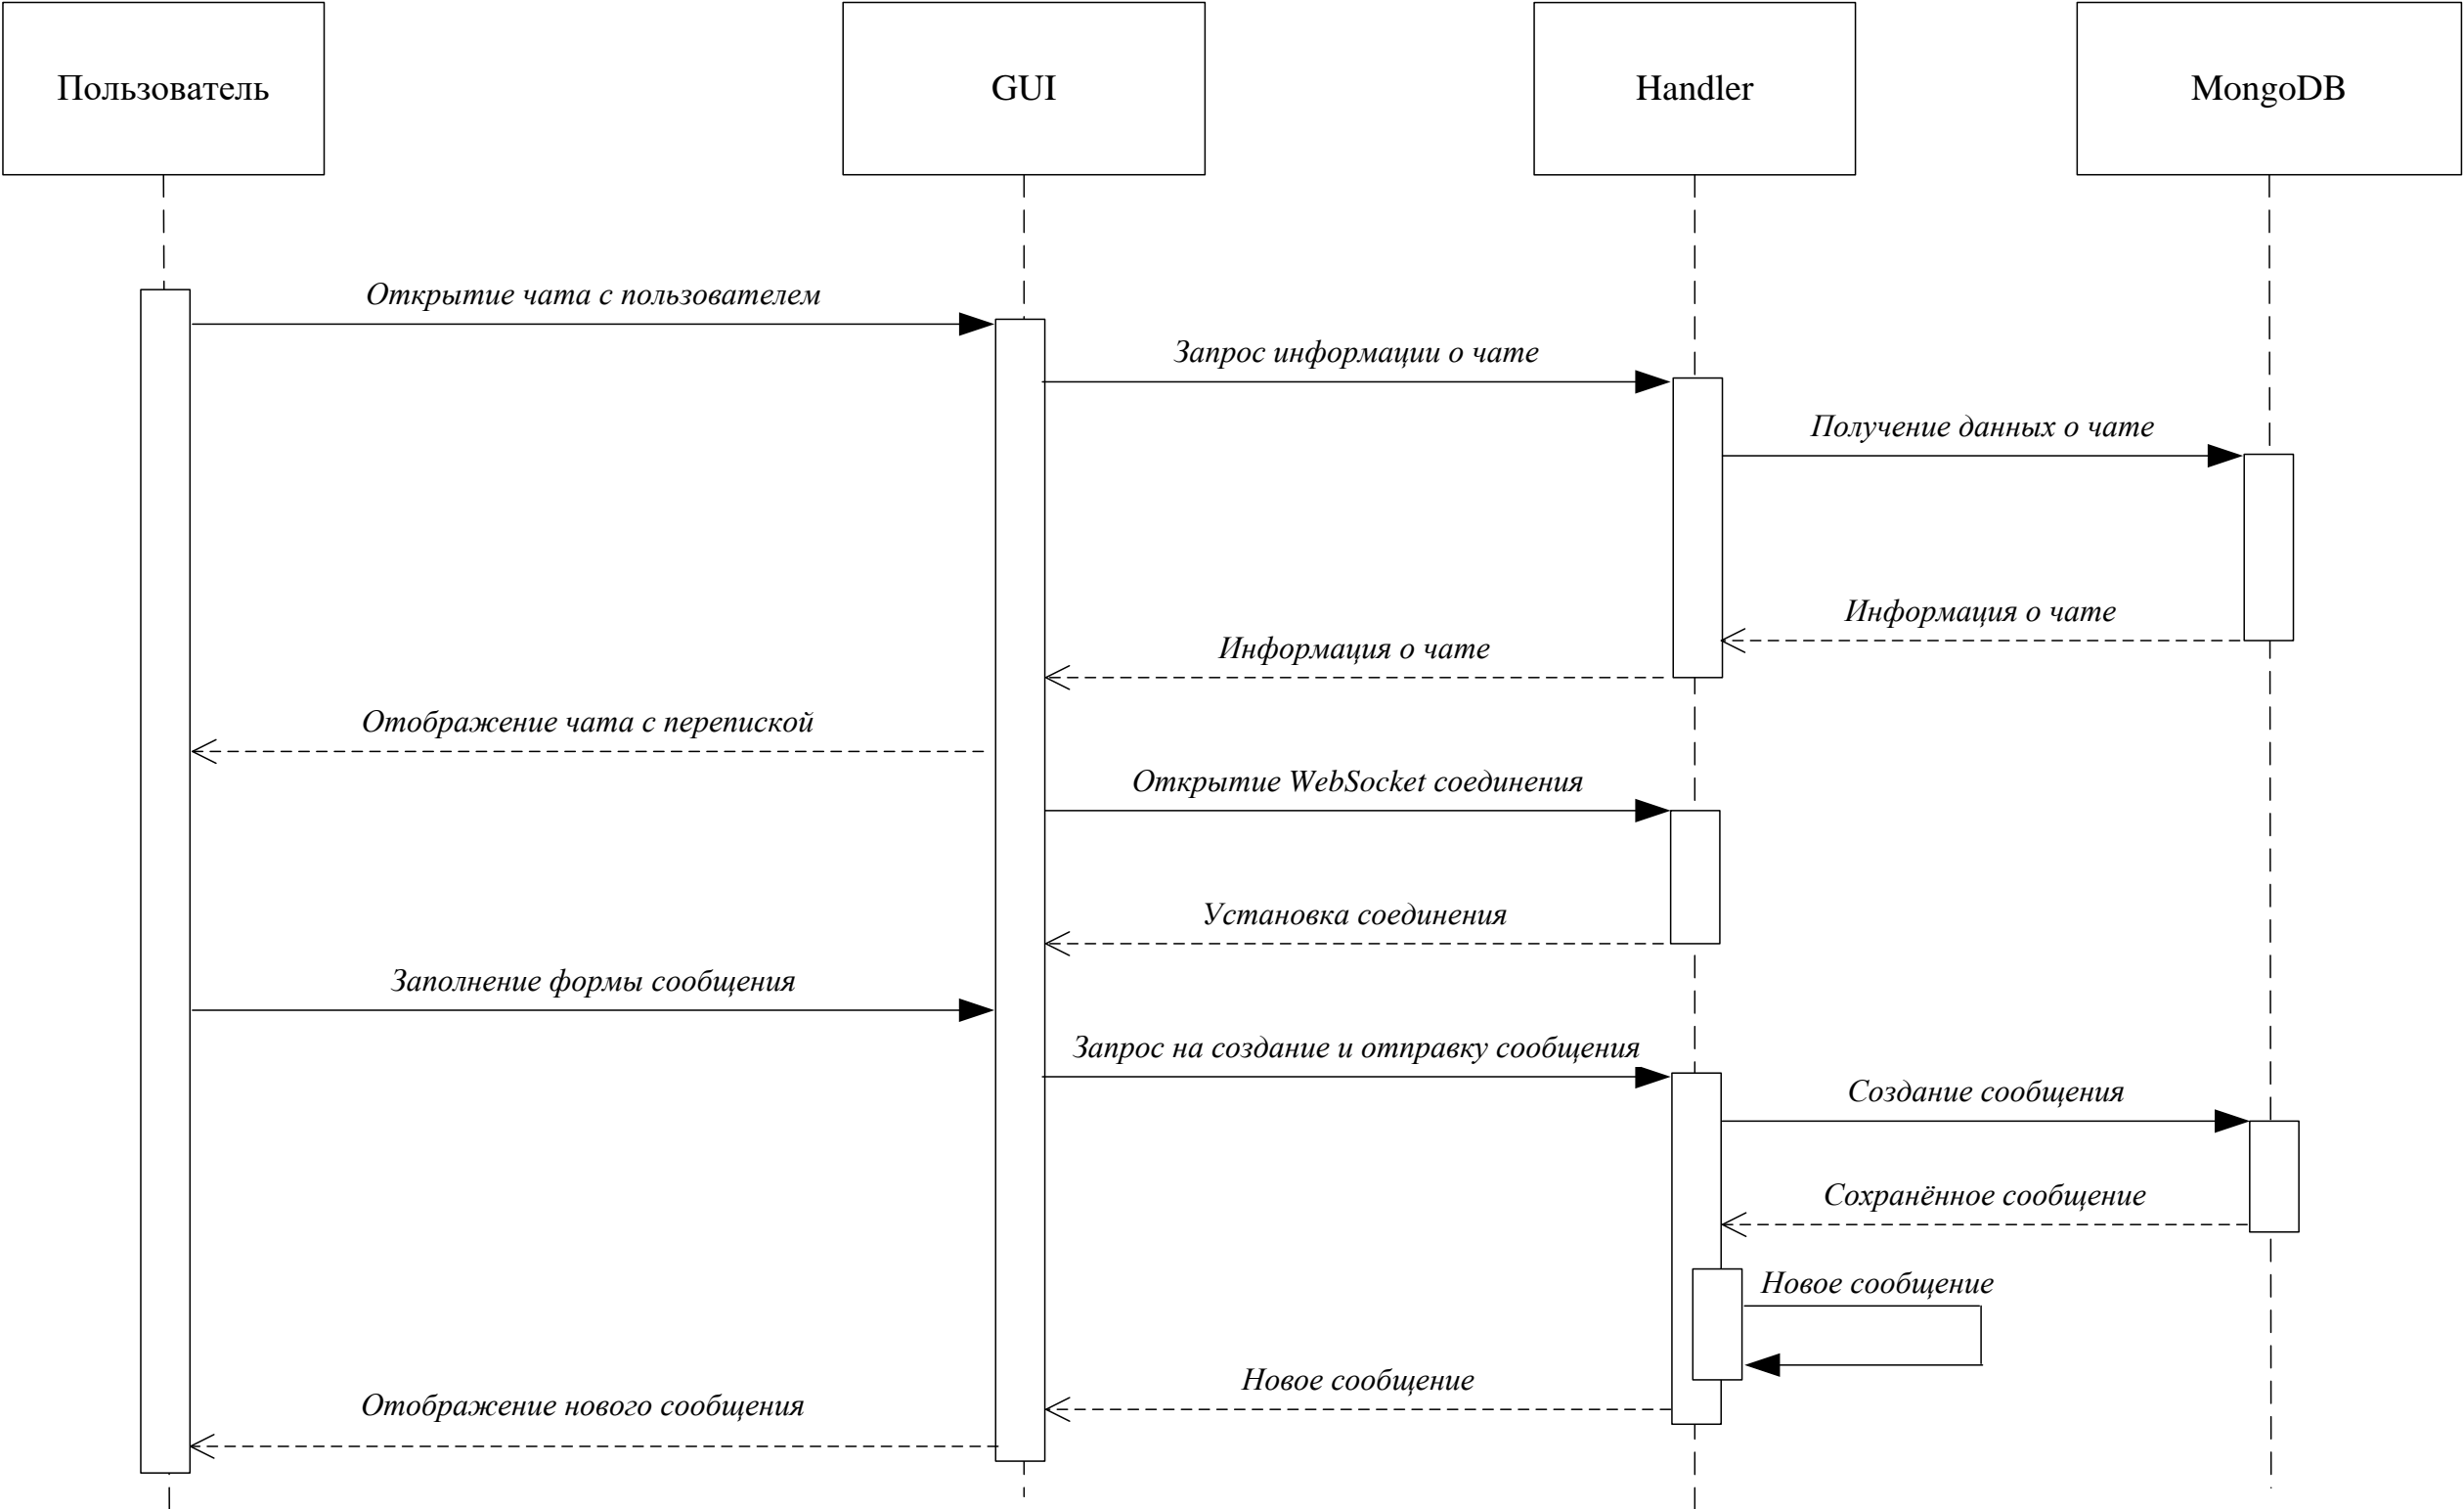 Пользователь
GUI
Handler
MongoDB
Открытие чата с пользователем
Запрос информации о чате
Получение данных о чате
Информация о чате
Информация о чате
Отображение чата с перепиской
Открытие WebSocket соединения
Установка соединения
Заполнение формы сообщения
Запрос на создание и отправку сообщения
Создание сообщения
Сохранённое сообщение
Новое сообщение
Новое сообщение
Отображение нового сообщения